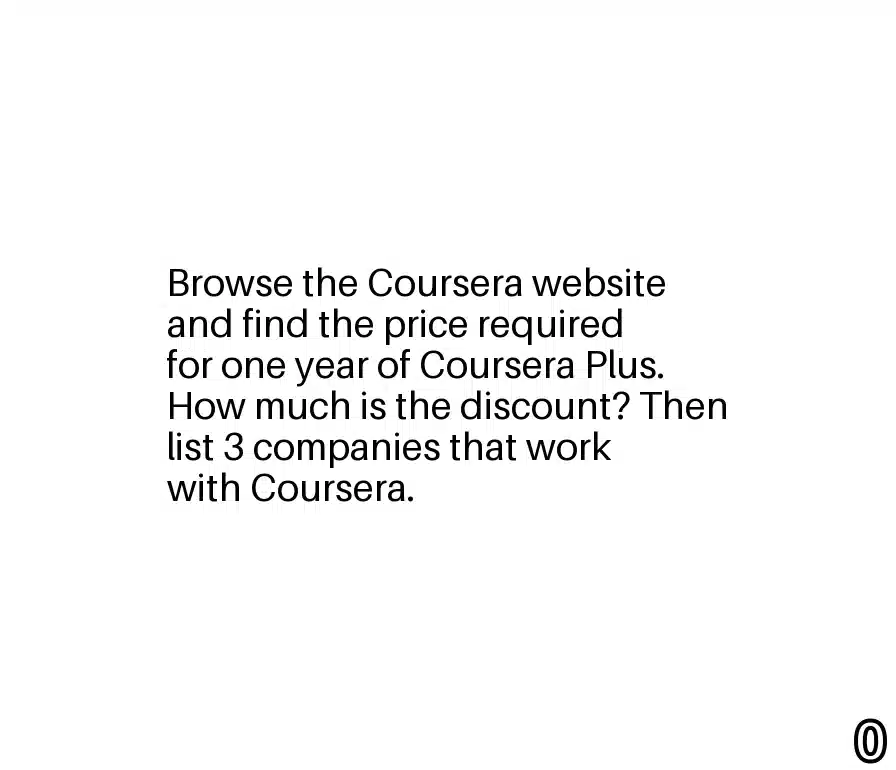 Browse the Coursera website
and find the price required
for one year of Coursera Plus.
How much is the discount? Then
list 3 companies that work
with Coursera.
0